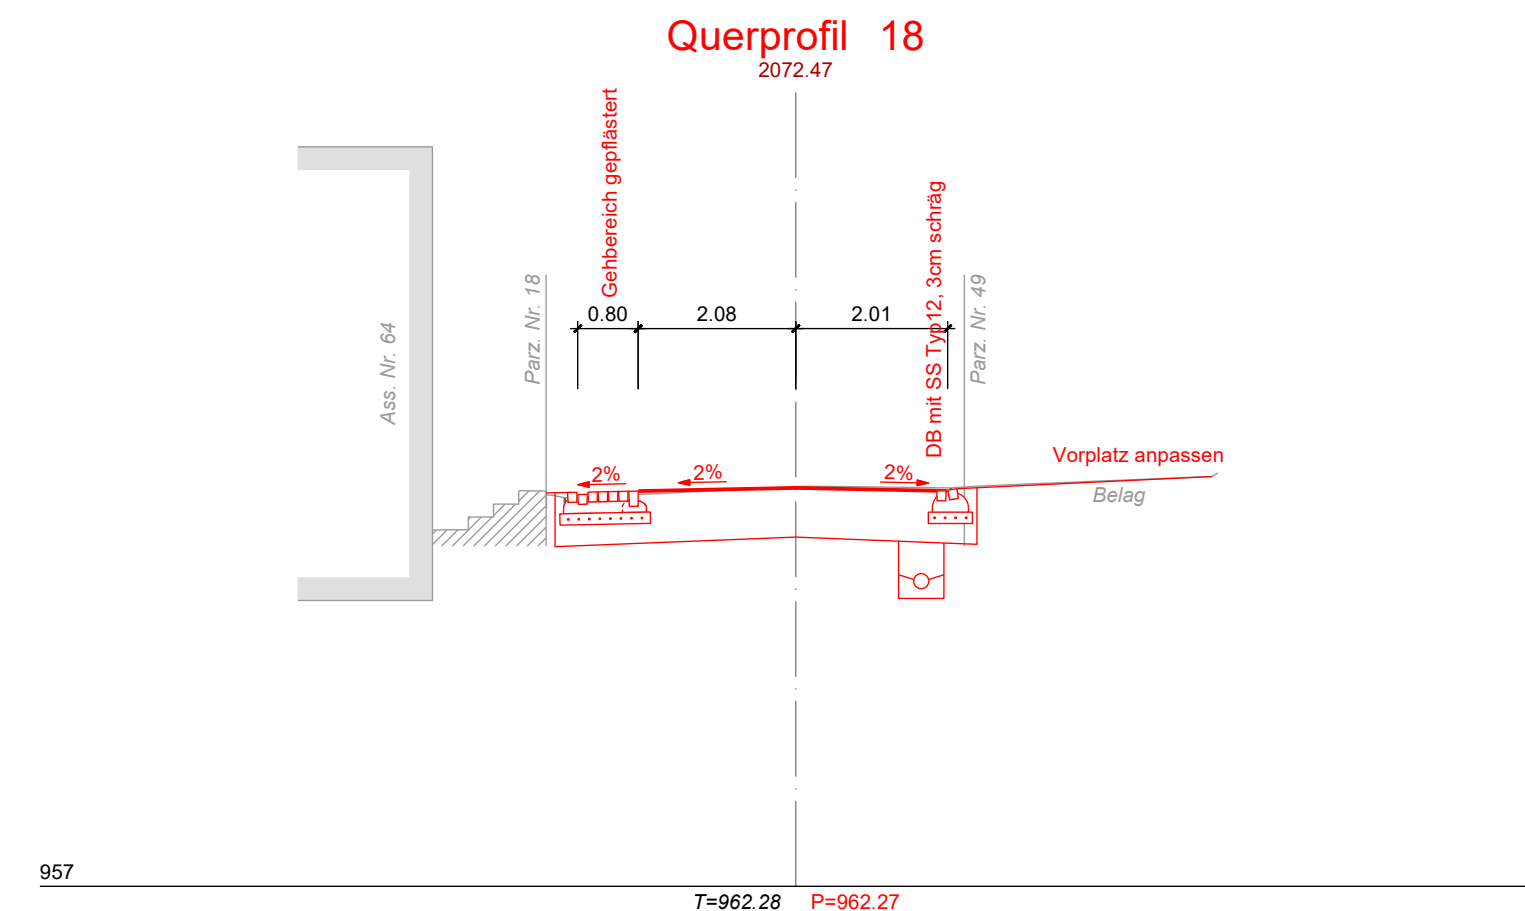 Querprofil 18
2072.47
Gehbereich gepflästert
DB mit SS Typ12, 3cm schräg
Parz. Nr. 18
Parz. Nr. 49
Ass. Nr. 64
0.80
2.08
2.01
2%
2%
2%
Vorplatz anpassen
Belag
957
T=962.28
P=962.27